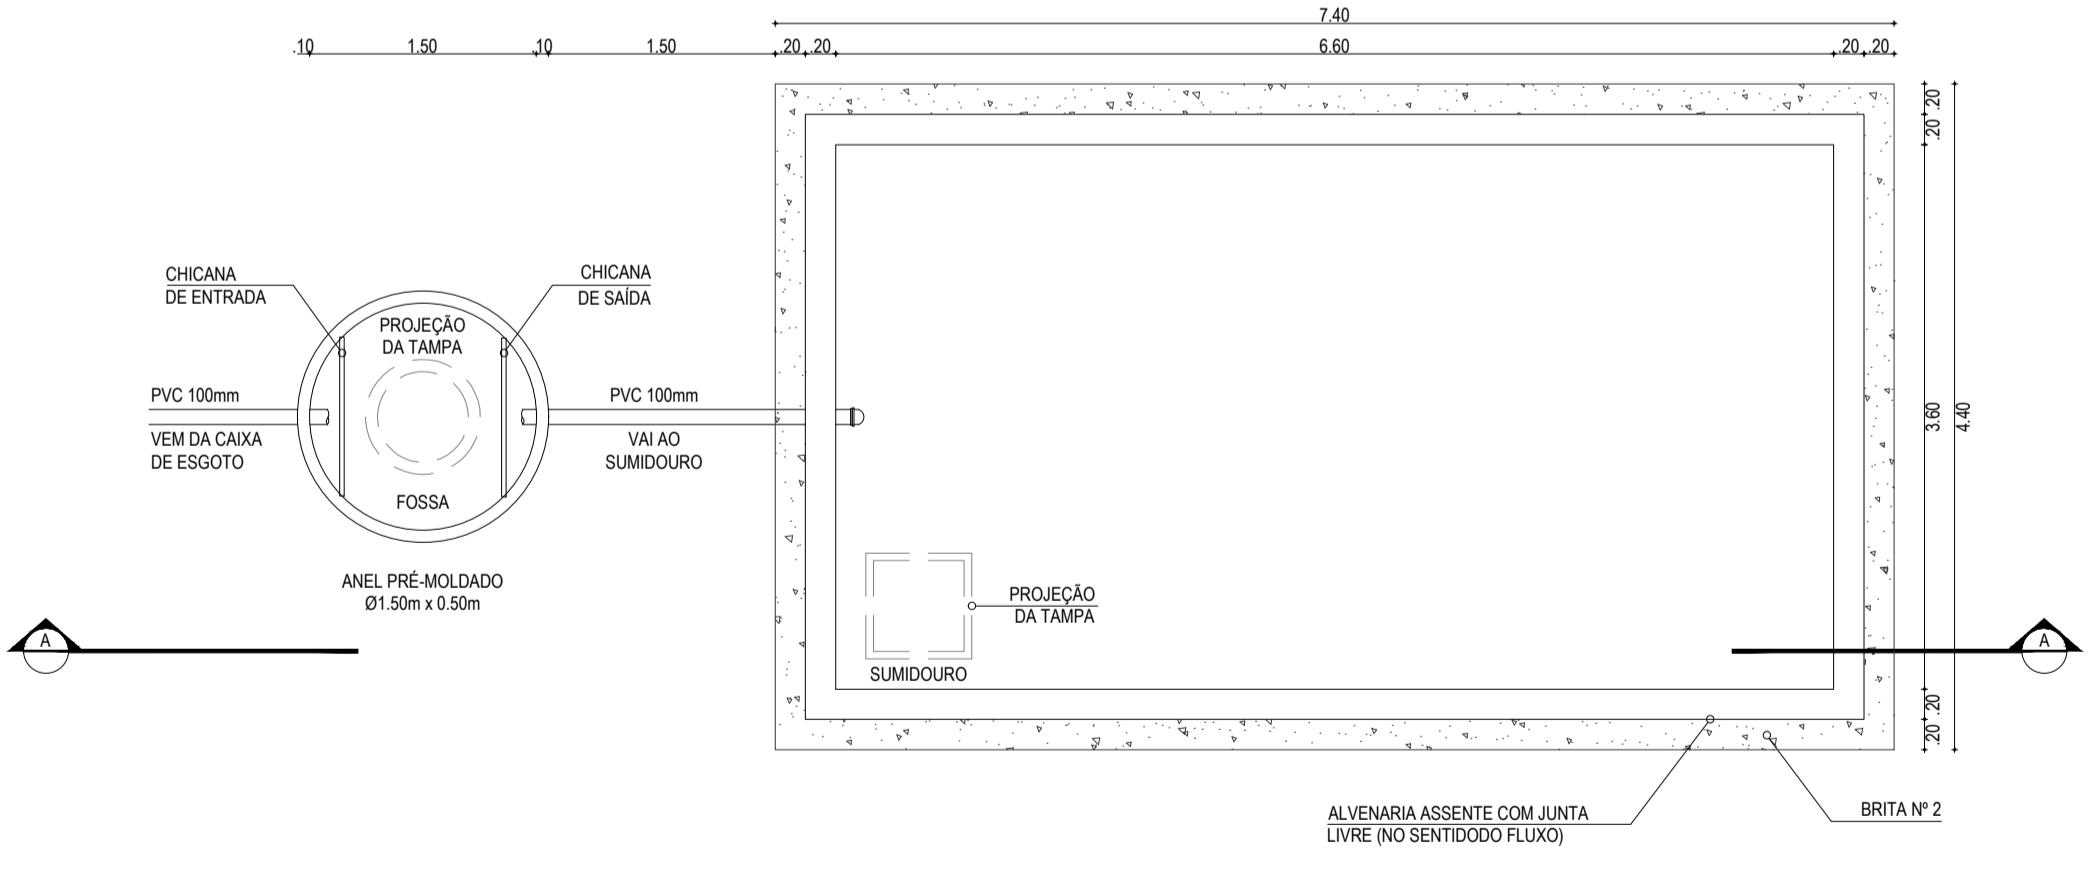 7.40
.10 1.50 .10 1.50 .20 .20 6.60 .20 .20
.20
.20
CHICANA
DE ENTRADA
CHICANA
DE SAÍDA
PROJEÇÃO
DA TAMPA
PVC 100mm
VEM DA CAIXA
DE ESGOTO
PVC 100mm
VAI AO
SUMIDOURO
FOSSA
3.60
4.40
ANEL PRÉ-MOLDADO
Ø1.50m x 0.50m
PROJEÇÃO
DA TAMPA
SUMIDOURO
A
A
.20
.20
ALVENARIA ASSENTE COM JUNTA
LIVRE (NO SENTIDODO FLUXO)
BRITA Nº 2